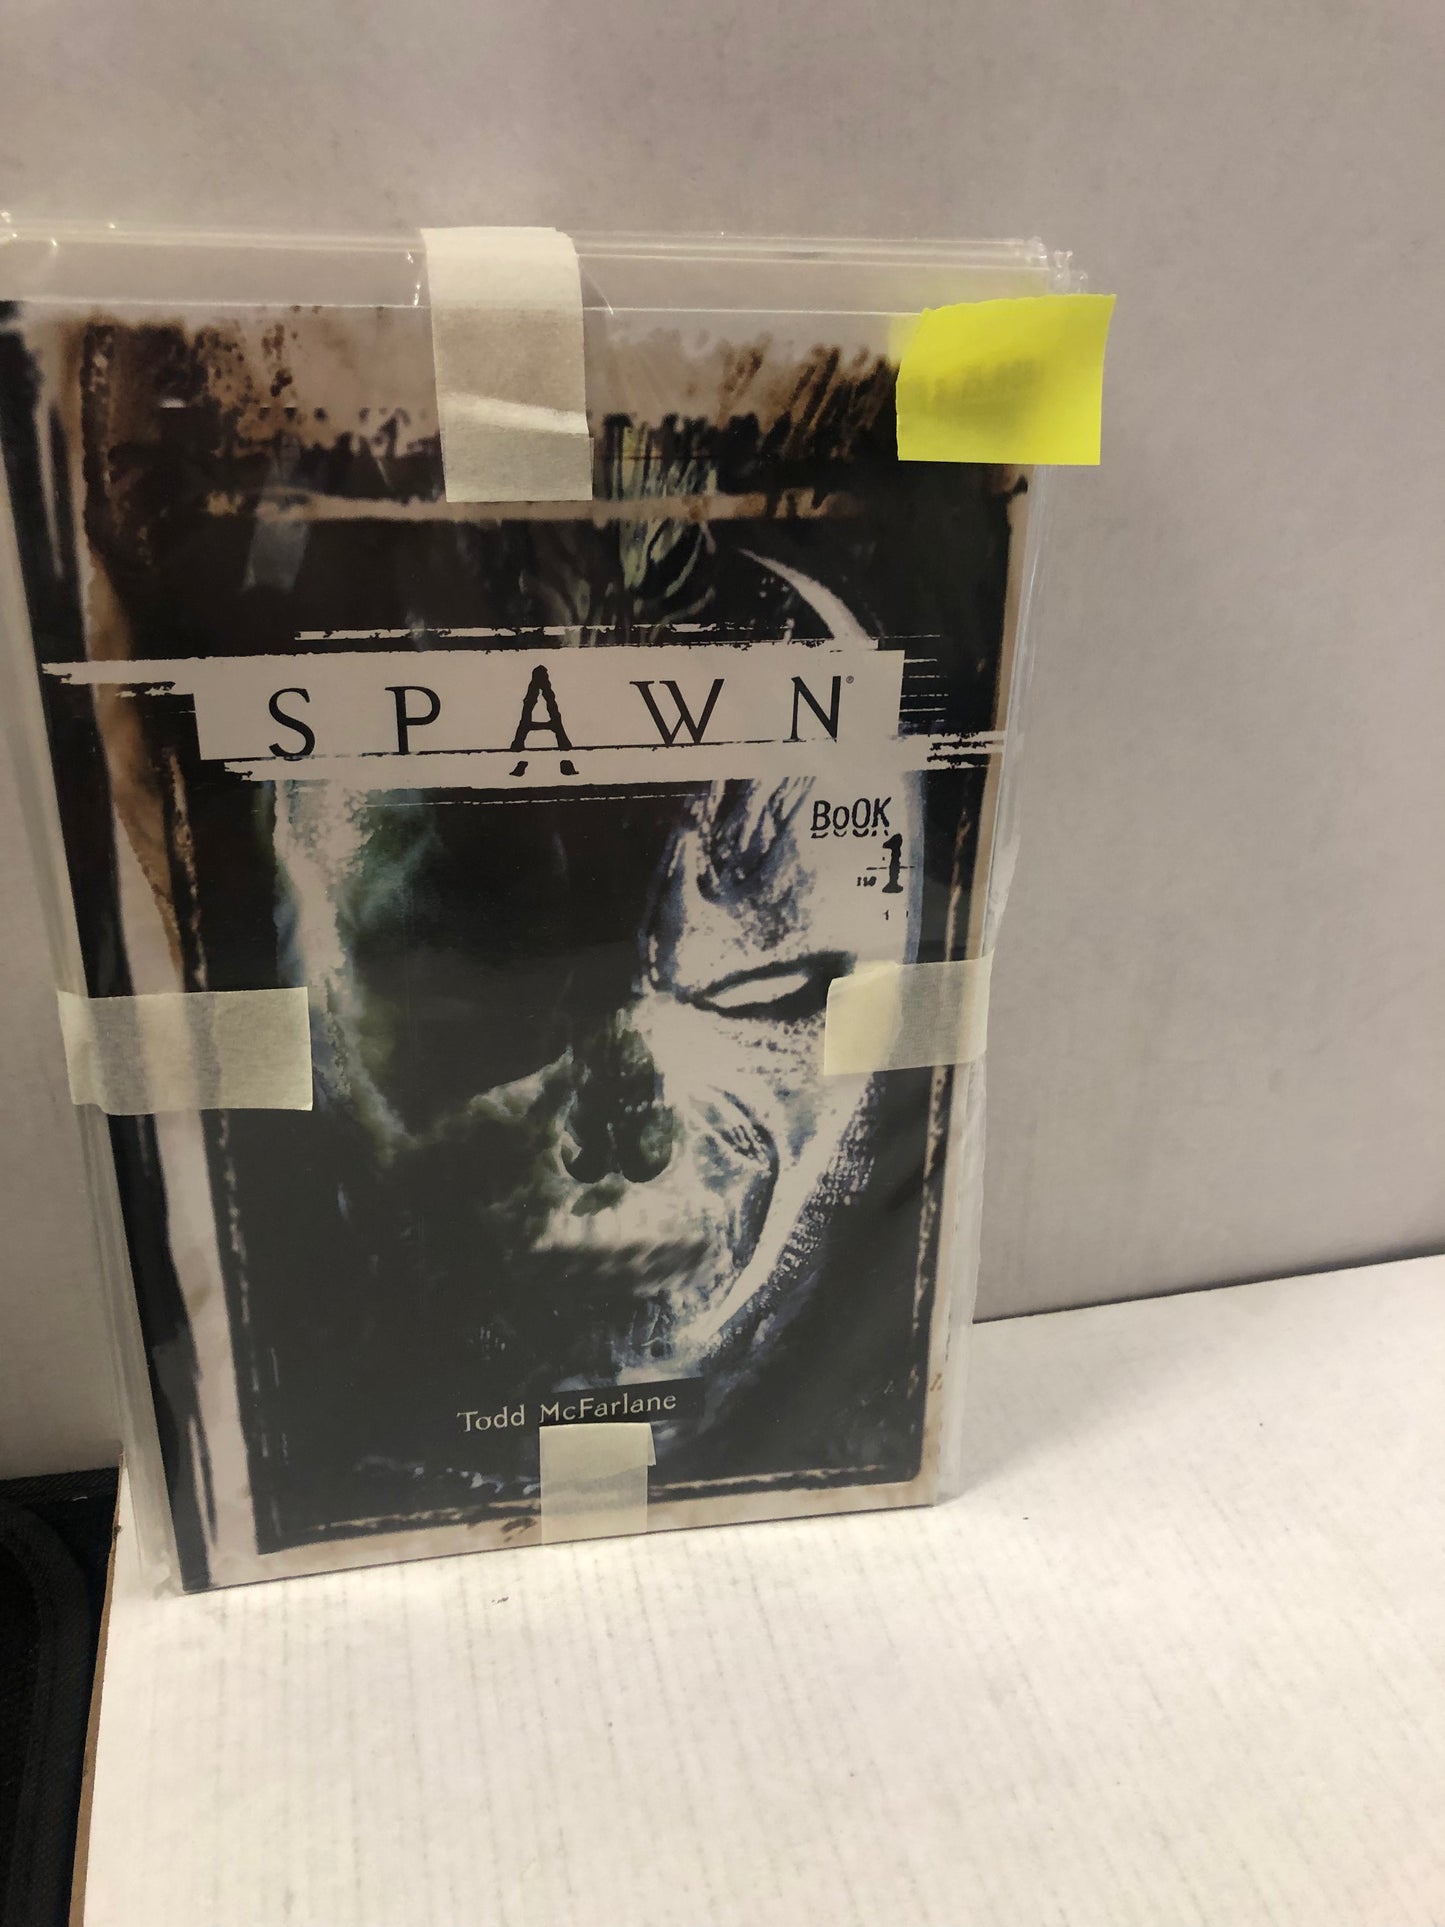 SPAWN®
BoOK
1
Todd McFarlane